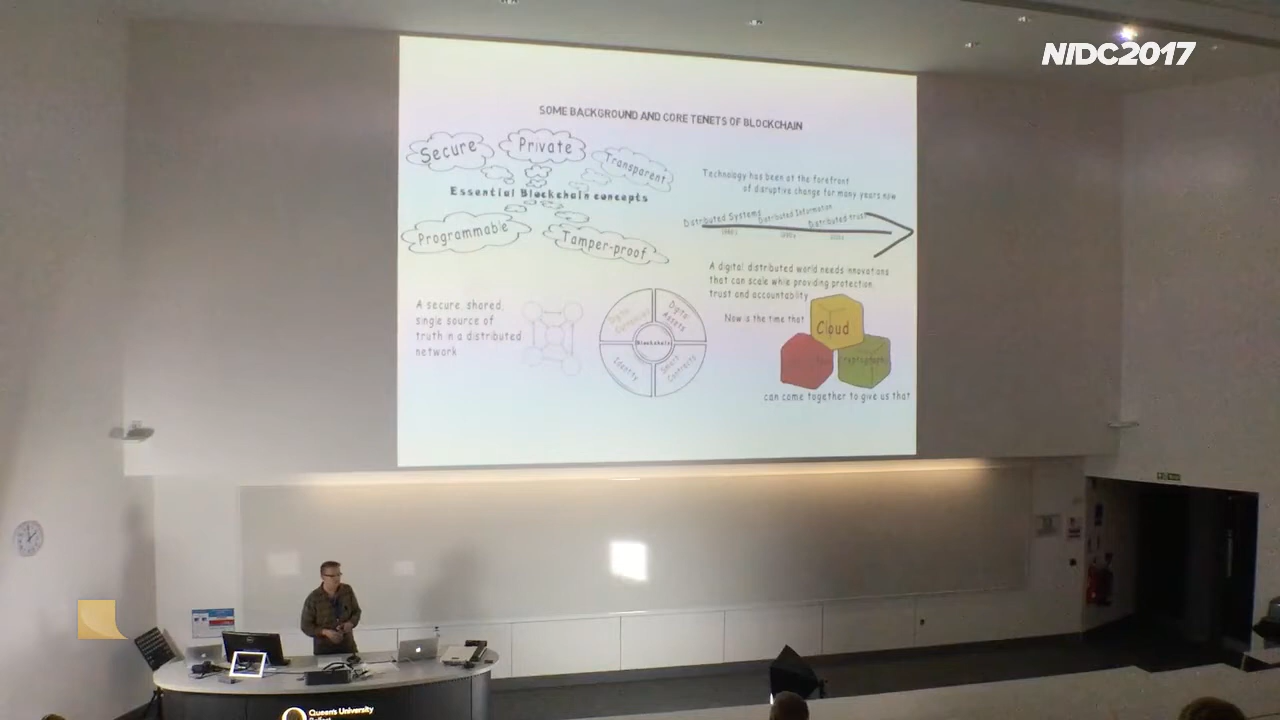 NIDC2017
SOME BACKGROUND AND CORE TENETS OF BLOCKCHAIN
Secure
Private
Transparent
Essential Blockchain concepts
Programmable
Tamper-proof
Technology has been at the forefront
of disruptive change for many years now
Distributed Systems
Distributed Information
Distributed trust
A digital distributed world needs innovations
that can scale while providing protection,
trust and accountability
Now is the time that
Cloud
can come together to give us that
A secure, shared,
single source of
truth in a distributed
network
Digital
Assets
Blockchain
Identity
Smart
Contracts
Queen's University
Belfast